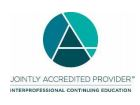 JOINTLY ACCREDITED PROVIDER™
INTERPROFESSIONAL CONTINUING EDUCATION